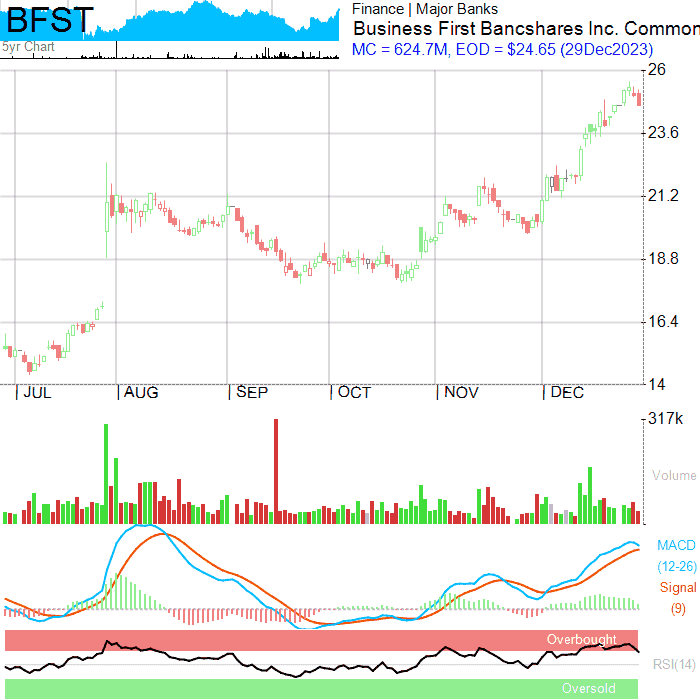 BFST
5yr Chart
Finance | Major Banks
Business First Bancshares Inc. Common
MC = 624.7M, EOD = $24.65 (29Dec2023)
26
23.6
21.2
18.8
16.4
14
JUL AUG SEP OCT NOV DEC
317k
Volume
MACD
(12-26)
Signal
(9)
Overbought
RSI(14)
Oversold